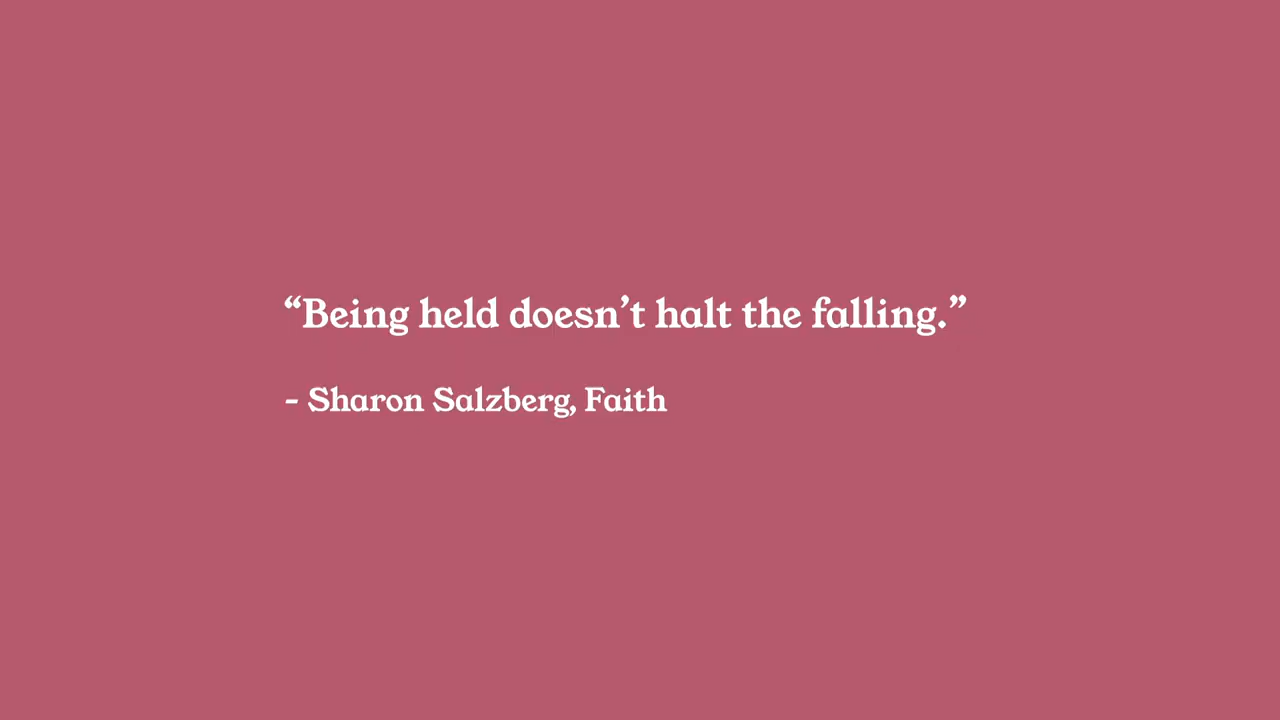 “Being held doesn’t halt the falling.”
- Sharon Salzberg, Faith